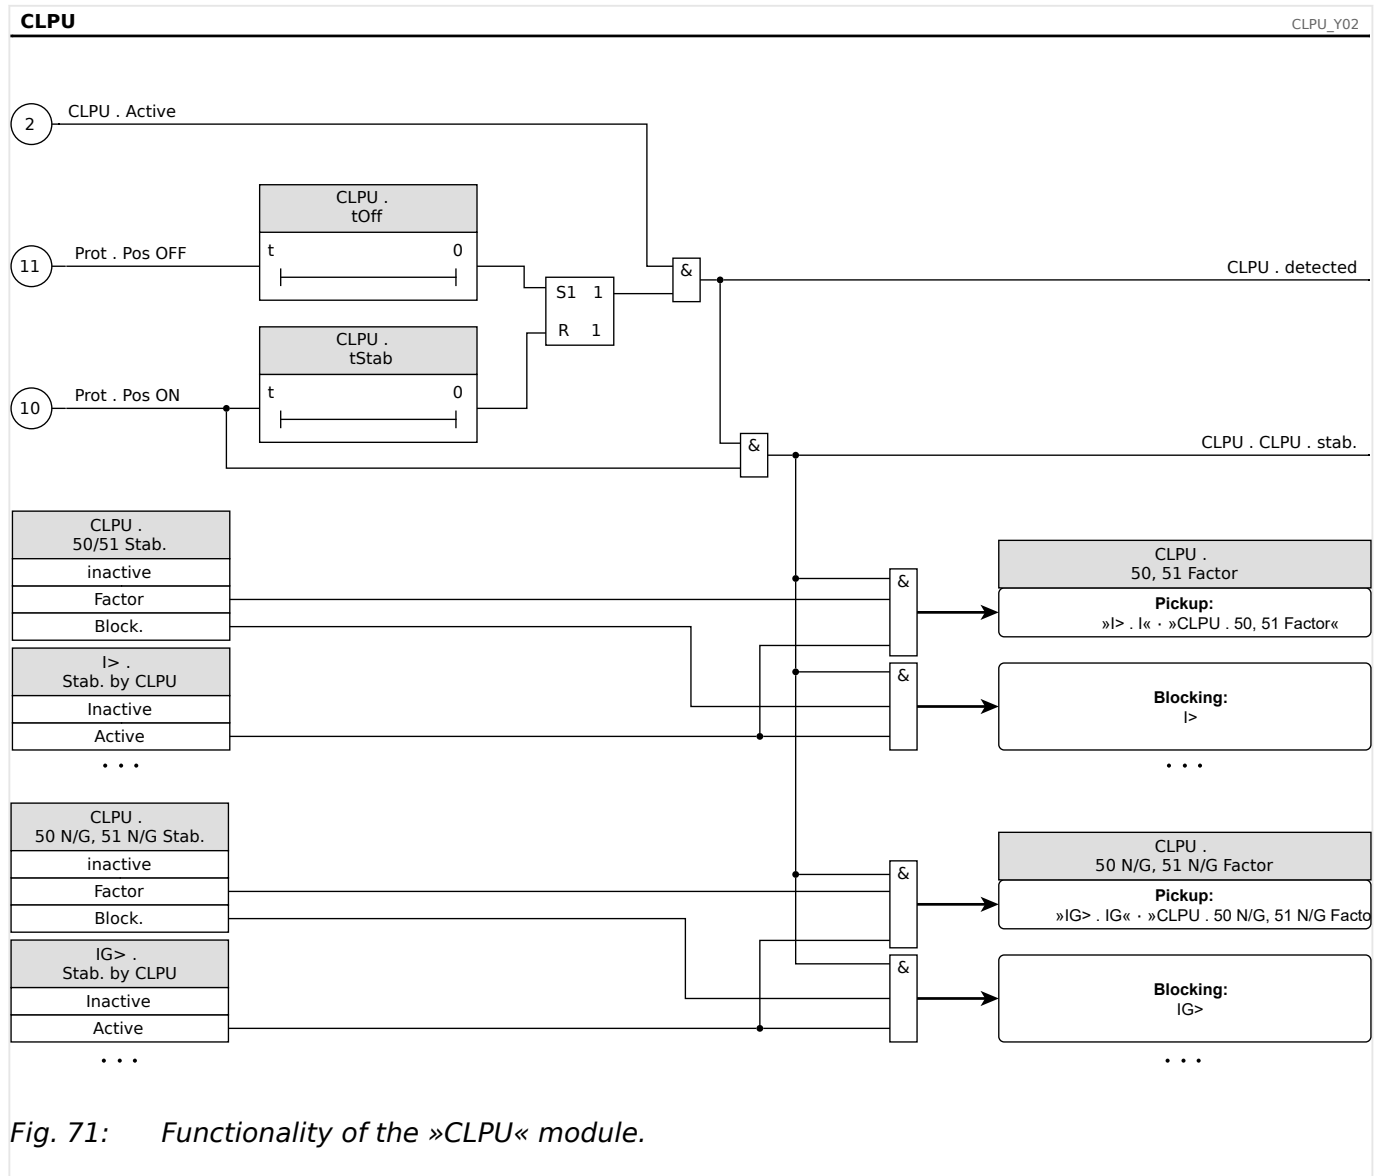 CLPU
CLPU_Y02
CLPU . Active
2
CLPU .
tOff
Prot . Pos OFF
t 0
11
&
CLPU . detected
S1 1
R 1
CLPU .
tStab
Prot . Pos ON
t 0
10
&
CLPU . CLPU . stab.
CLPU .
50/51 Stab.
inactive
Factor
Block.
I> .
Stab. by CLPU
Inactive
Active
. . .
&
CLPU .
50, 51 Factor
Pickup:
»I> . I« · »CLPU . 50, 51 Factor«
&
Blocking:
I>
. . .
CLPU .
50 N/G, 51 N/G Stab.
inactive
Factor
Block.
IG> .
Stab. by CLPU
Inactive
Active
. . .
&
CLPU .
50 N/G, 51 N/G Factor
Pickup:
»IG> . IG« · »CLPU . 50 N/G, 51 N/G Facto
&
Blocking:
IG>
. . .
Fig. 71: Functionality of the »CLPU« module.